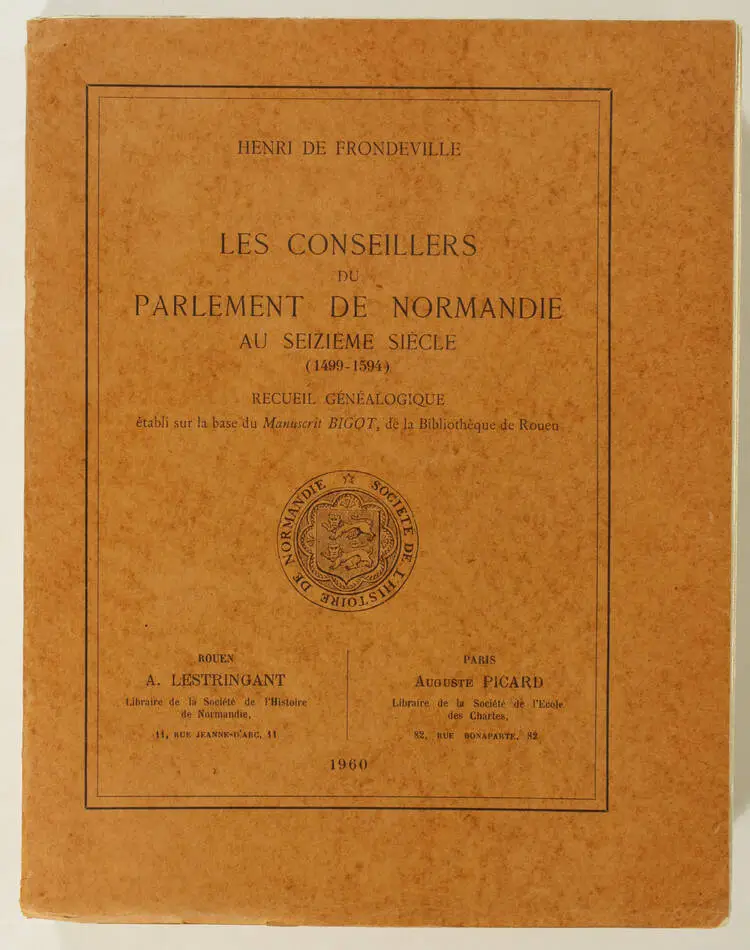 HENRI DE FRONDEVILLE
LES CONSEILLERS
DU
PARLEMENT DE NORMANDIE
AU SEIZIÈME SIÈCLE
(1499-1594)
RECUEIL GÉNÉALOGIQUE
établi sur la base du Manuscrit BIGOT, de la Bibliothèque de Rouen
SOCIÉTÉ DE L'HISTOIRE DE NORMANDIE
ROUEN
A. LESTRINGANT
Libraire de la Société de l'Histoire
de Normandie,
11, RUE JEANNE-D'ARC, 11
PARIS
AUGUSTE PICARD
Libraire de la Société de l'Ecole
des Chartes,
82, RUE BONAPARTE, 82
1960